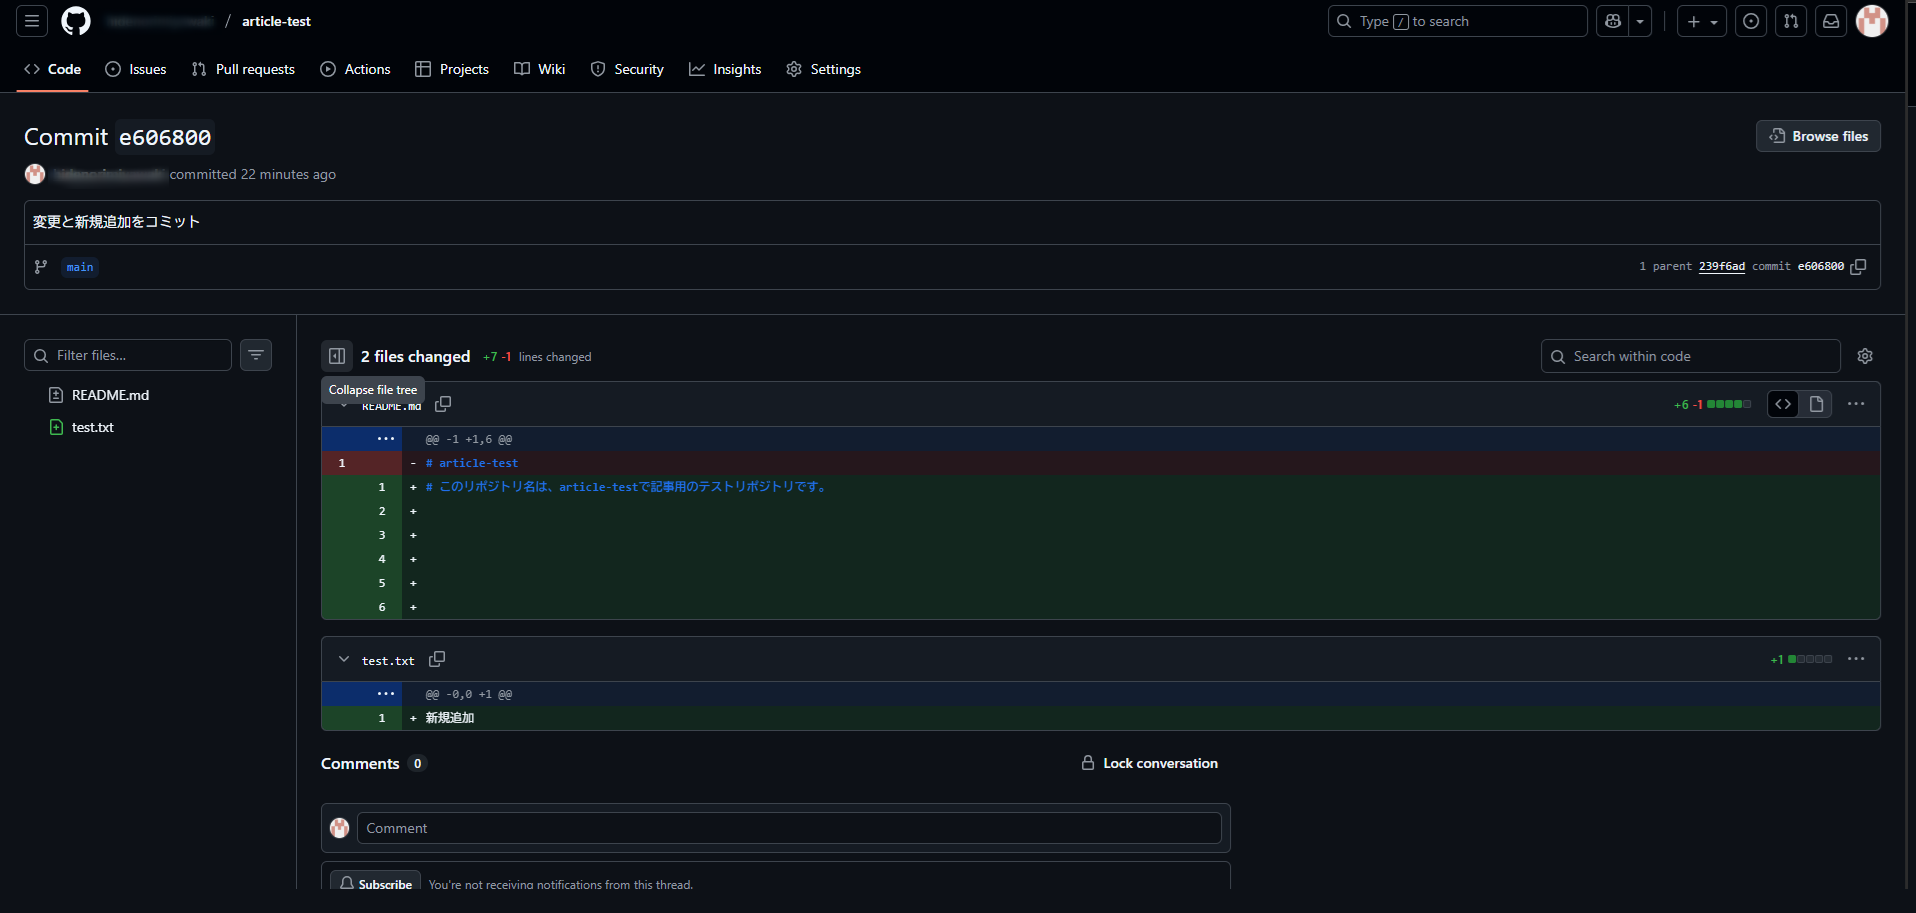 / article-test
Type / to search
Code Issues Pull requests Actions Projects Wiki Security Insights Settings
Commit e606800
Browse files
committed 22 minutes ago
変更と新規追加をコミット
main
1 parent 239f6ad commit e606800
Filter files...
README.md
test.txt
2 files changed +7 -1 lines changed
Search within code
Collapse file tree
README.md
+6 -1
@@ -1 +1,6 @@
1 - # article-test
1 + # このリポジトリ名は、article-testで記事用のテストリポジトリです。
2 +
3 +
4 +
5 +
6 +
test.txt
+1
@@ -0,0 +1 @@
1 + 新規追加
Comments 0
Lock conversation
Comment
Subscribe You're not receiving notifications from this thread.